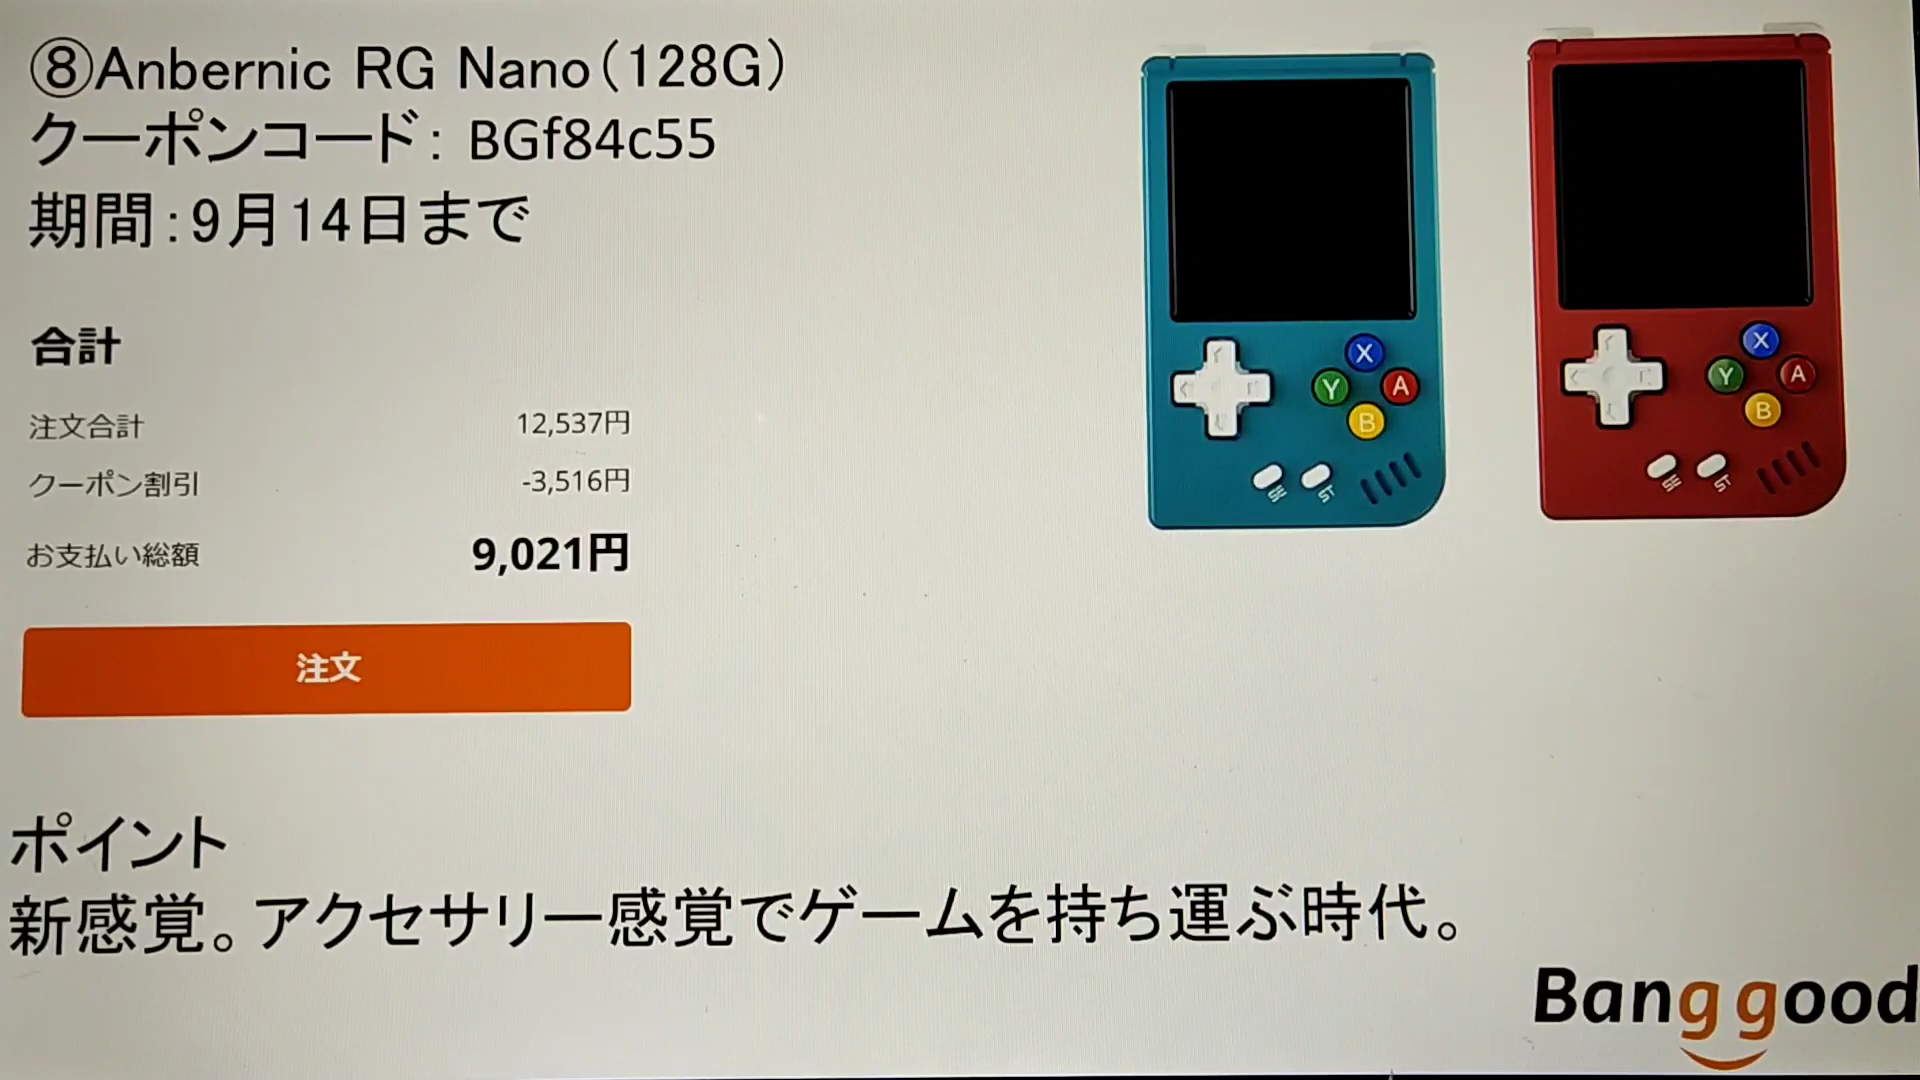 ⑧Anbernic RG Nano（128G）
クーポンコード： BGf84c55
期間：9月14日まで
合計
注文合計 12,537円
クーポン割引 -3,516円
お支払い総額 9,021円
注文
ポイント
新感覚。アクセサリー感覚でゲームを持ち運ぶ時代。
X
Y A
B
SE ST
X
Y A
B
SE ST
Banggood